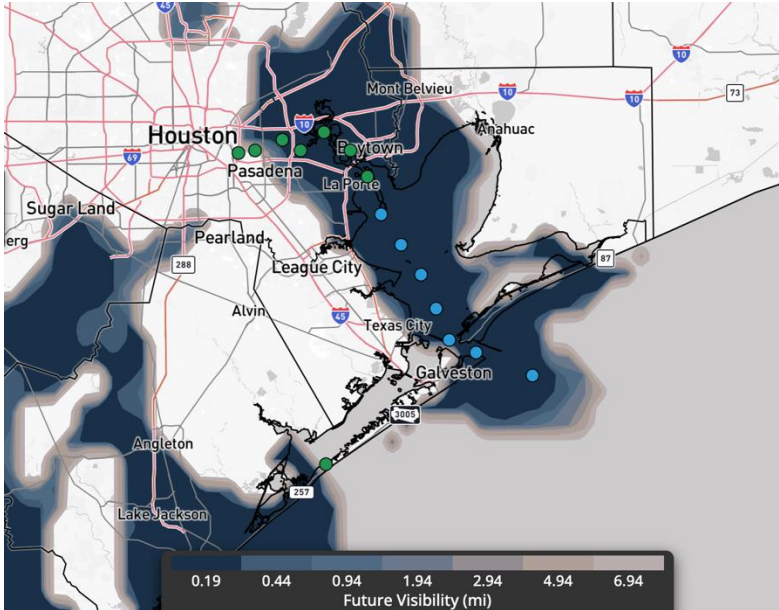 45
Mont Belvieu
10
10
73
10
Houston
Anahuac
Baytown
69
Pasadena
La Porte
Sugar Land
Pearland
erg
288
League City
87
Alvin
45
Texas City
Galveston
3005
Angleton
257
Lake Jackson
0.19 0.44 0.94 1.94 2.94 4.94 6.94
Future Visibility (mi)